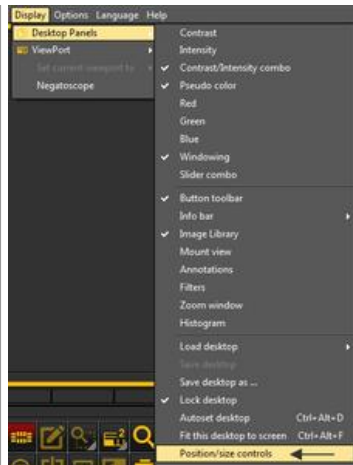 Display Options Language Help
Desktop Panels
ViewPort
Set current viewport to
Negatoscope
Contrast
Intensity
Contrast/Intensity combo
Pseudo color
Red
Green
Blue
Windowing
Slider combo
Button toolbar
Info bar
Image Library
Mount view
Annotations
Filters
Zoom window
Histogram
Load desktop
Save desktop
Save desktop as ...
Lock desktop
Autoset desktop Ctrl+Alt+D
Fit this desktop to screen Ctrl+Alt+F
Position/size controls